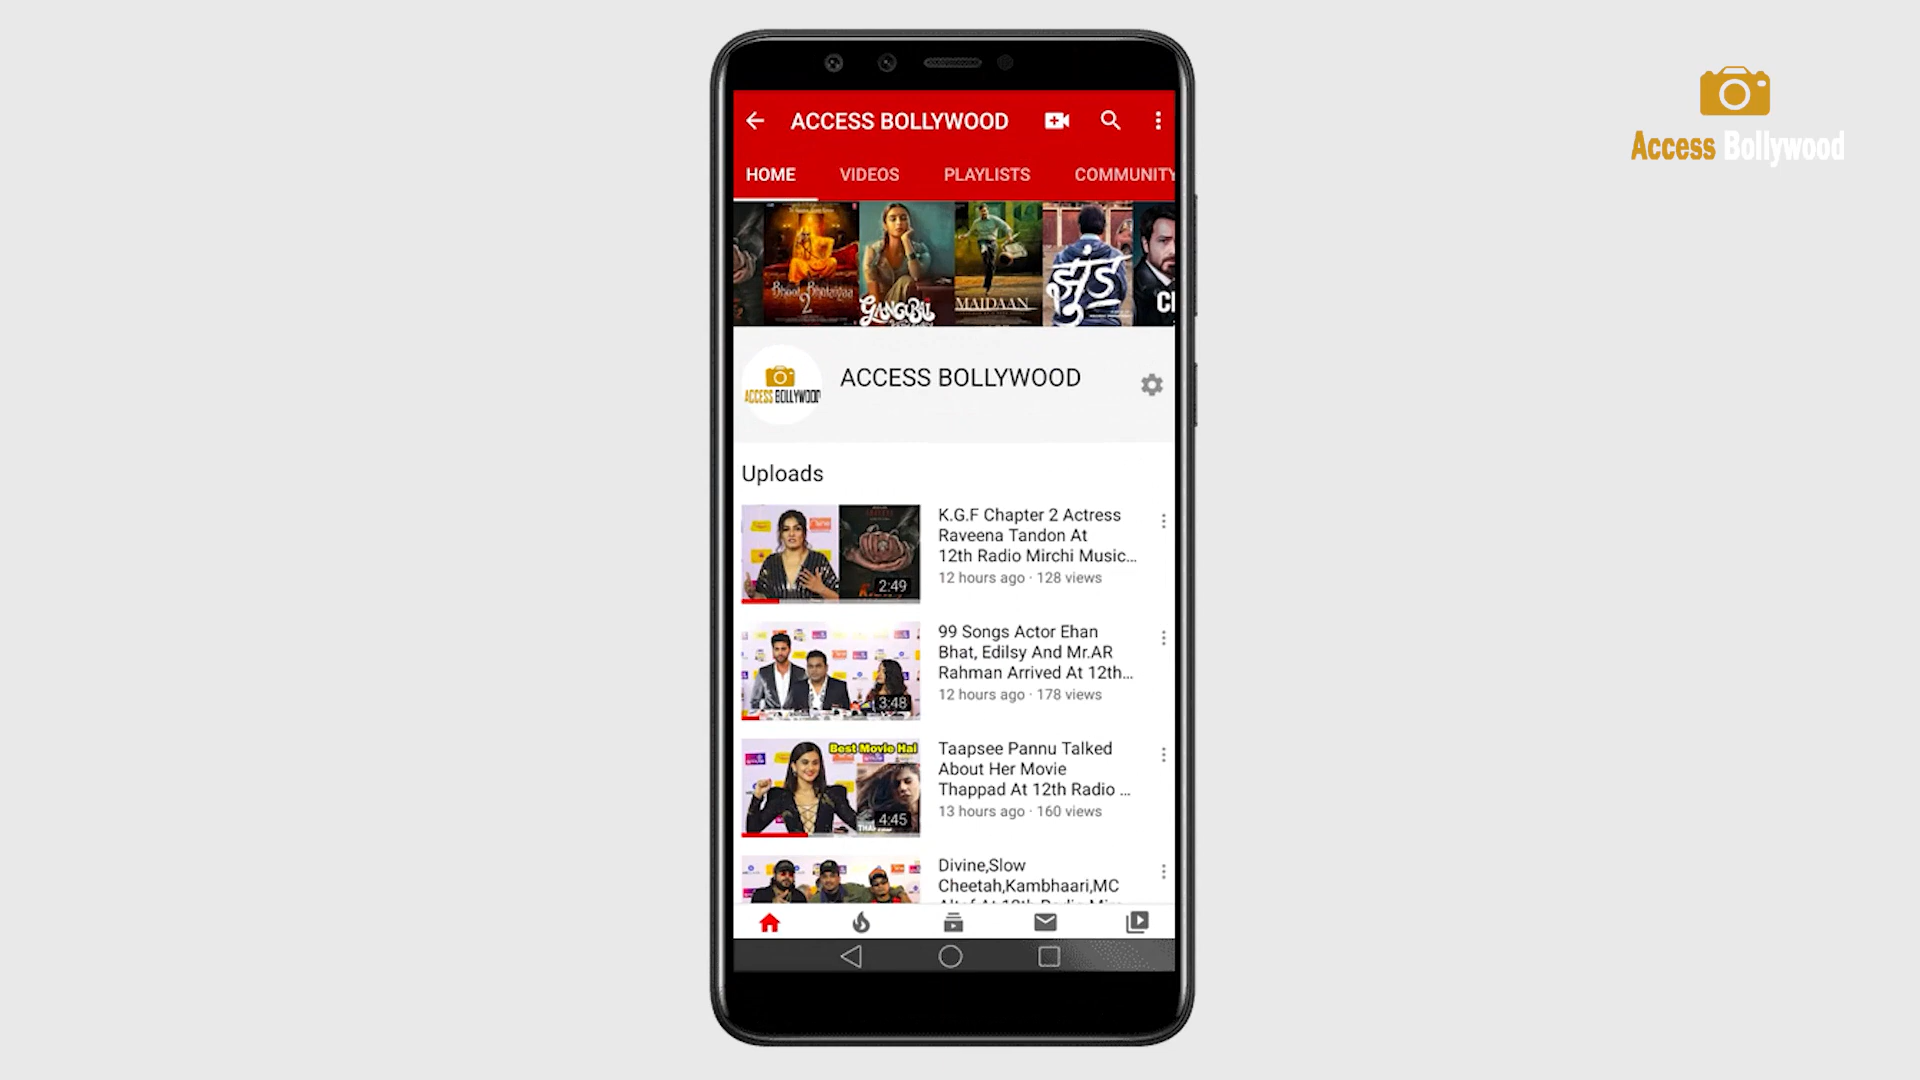 Access Bollywood
ACCESS BOLLYWOOD
HOME VIDEOS PLAYLISTS COMMUNITY
Bhool Bhulaiyaa
2
GANGUBAI
MAIDAAN
झुंड
ACCESS BOLLYWOOD
ACCESS BOLLYWOOD
Uploads
K.G.F Chapter 2 Actress
Raveena Tandon At
12th Radio Mirchi Music...
12 hours ago · 128 views
2:49
99 Songs Actor Ehan
Bhat, Edilsy And Mr.AR
Rahman Arrived At 12th...
12 hours ago · 178 views
3:48
Best Movie Hai
Taapsee Pannu Talked
About Her Movie
Thappad At 12th Radio ...
13 hours ago · 160 views
4:45
Divine,Slow
Cheetah,Kambhaari,MC